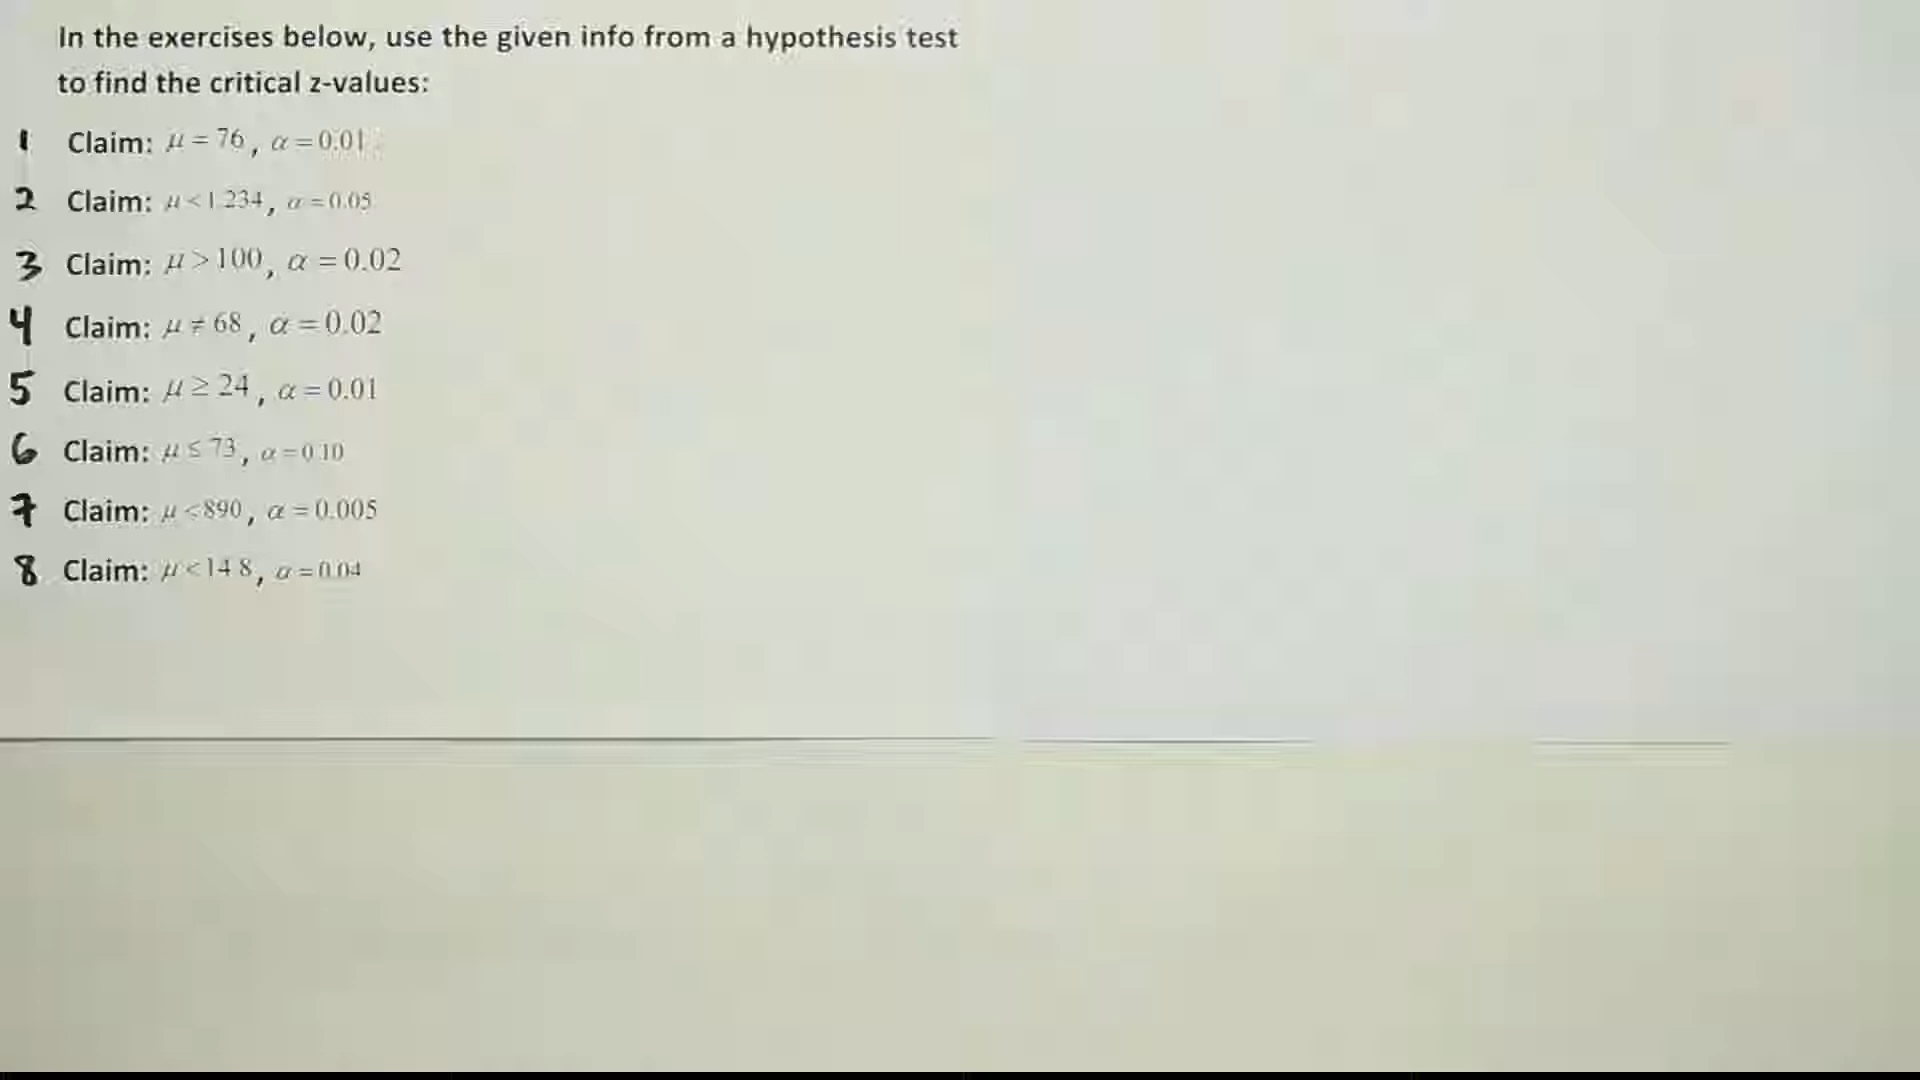 In the exercises below, use the given info from a hypothesis test
to find the critical z-values:
1 Claim: μ = 76, α = 0.01
2 Claim: μ < 1.234, α = 0.05
3 Claim: μ > 100, α = 0.02
4 Claim: μ ≠ 68, α = 0.02
5 Claim: μ ≥ 24, α = 0.01
6 Claim: μ ≤ 73, α = 0.10
7 Claim: μ < 890, α = 0.005
8 Claim: μ < 14.8, α = 0.04